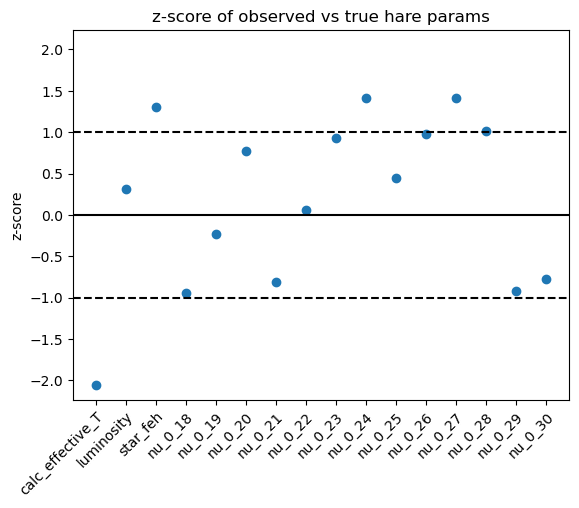 z-score of observed vs true hare params
z-score
2.0
1.5
1.0
0.5
0.0
−0.5
−1.0
−1.5
−2.0
calc_effective_T
luminosity
star_feh
nu_0_18
nu_0_19
nu_0_20
nu_0_21
nu_0_22
nu_0_23
nu_0_24
nu_0_25
nu_0_26
nu_0_27
nu_0_28
nu_0_29
nu_0_30